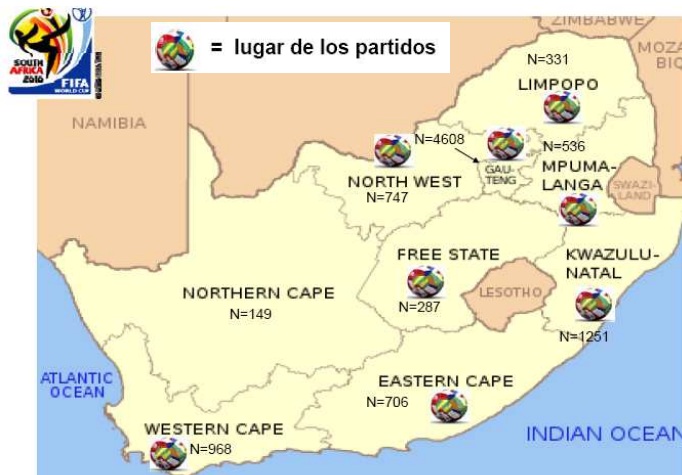 SOUTH
AFRICA
2010
FIFA
WORLD CUP
= lugar de los partidos
ZIMBABWE
MOZA
BIQ
N=331
LIMPOPO
NAMIBIA
N=4608
N=536
GAU-
TENG
MPUMA-
LANGA
SWAZI-
LAND
NORTH WEST
N=747
FREE STATE
KWAZULU-
NATAL
NORTHERN CAPE
N=149
N=287
LESOTHO
N=1251
ATLANTIC
OCEAN
EASTERN CAPE
N=706
WESTERN CAPE
N=968
INDIAN OCEAN